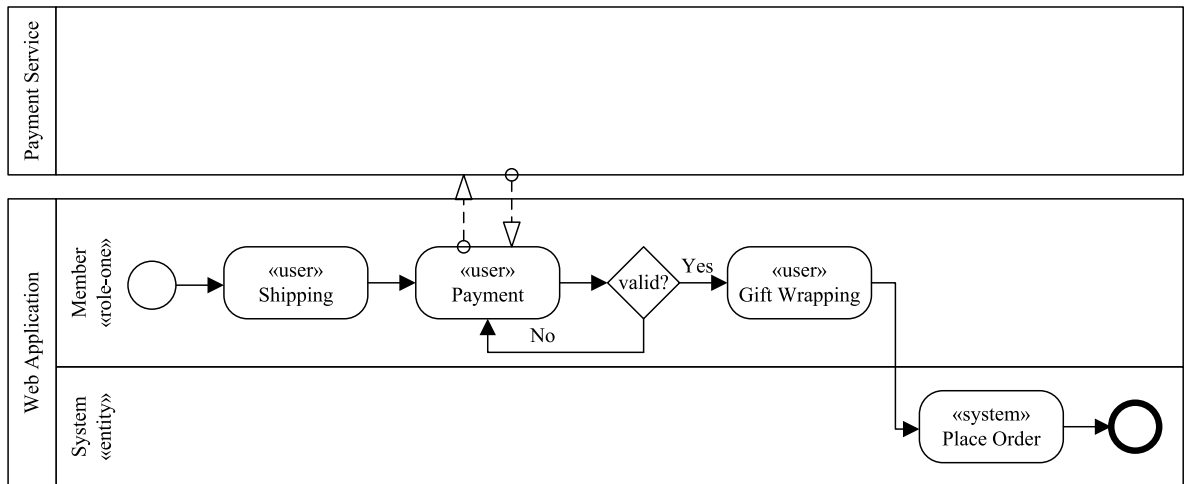 Payment Service
Web Application
Member
«role-one»
«user»
Shipping
«user»
Payment
valid?
Yes
No
«user»
Gift Wrapping
System
«entity»
«system»
Place Order